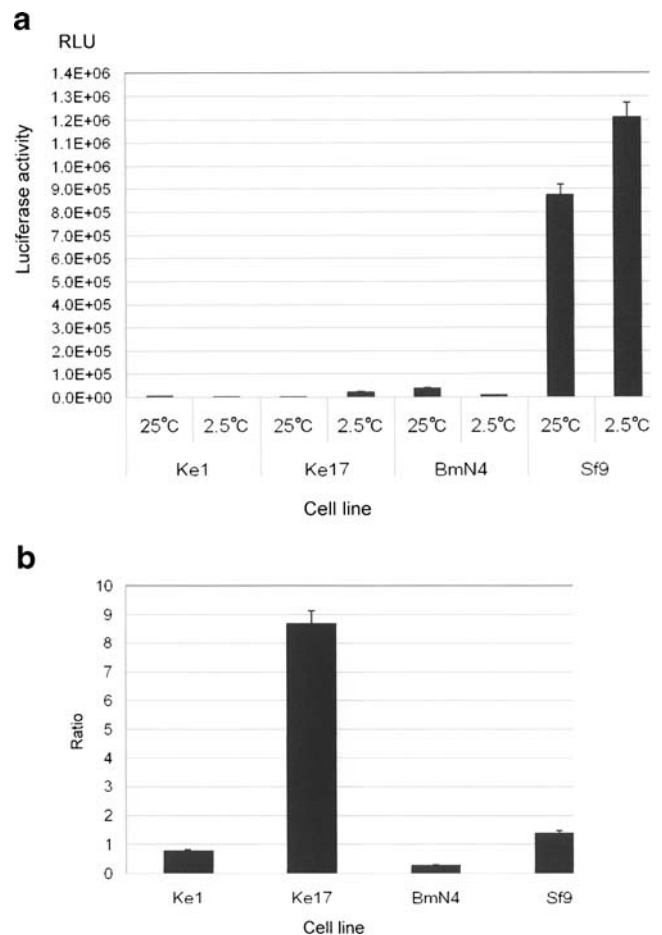 a
RLU
1.4E+06
1.3E+06
1.2E+06
1.1E+06
1.0E+06
9.0E+05
8.0E+05
7.0E+05
6.0E+05
5.0E+05
4.0E+05
3.0E+05
2.0E+05
1.0E+05
0.0E+00
Luciferase activity
25°C 2.5°C 25°C 2.5°C 25°C 2.5°C 25°C 2.5°C
Ke1 Ke17 BmN4 Sf9
Cell line
b
10
9
8
7
6
5
4
3
2
1
0
Ratio
Ke1 Ke17 BmN4 Sf9
Cell line